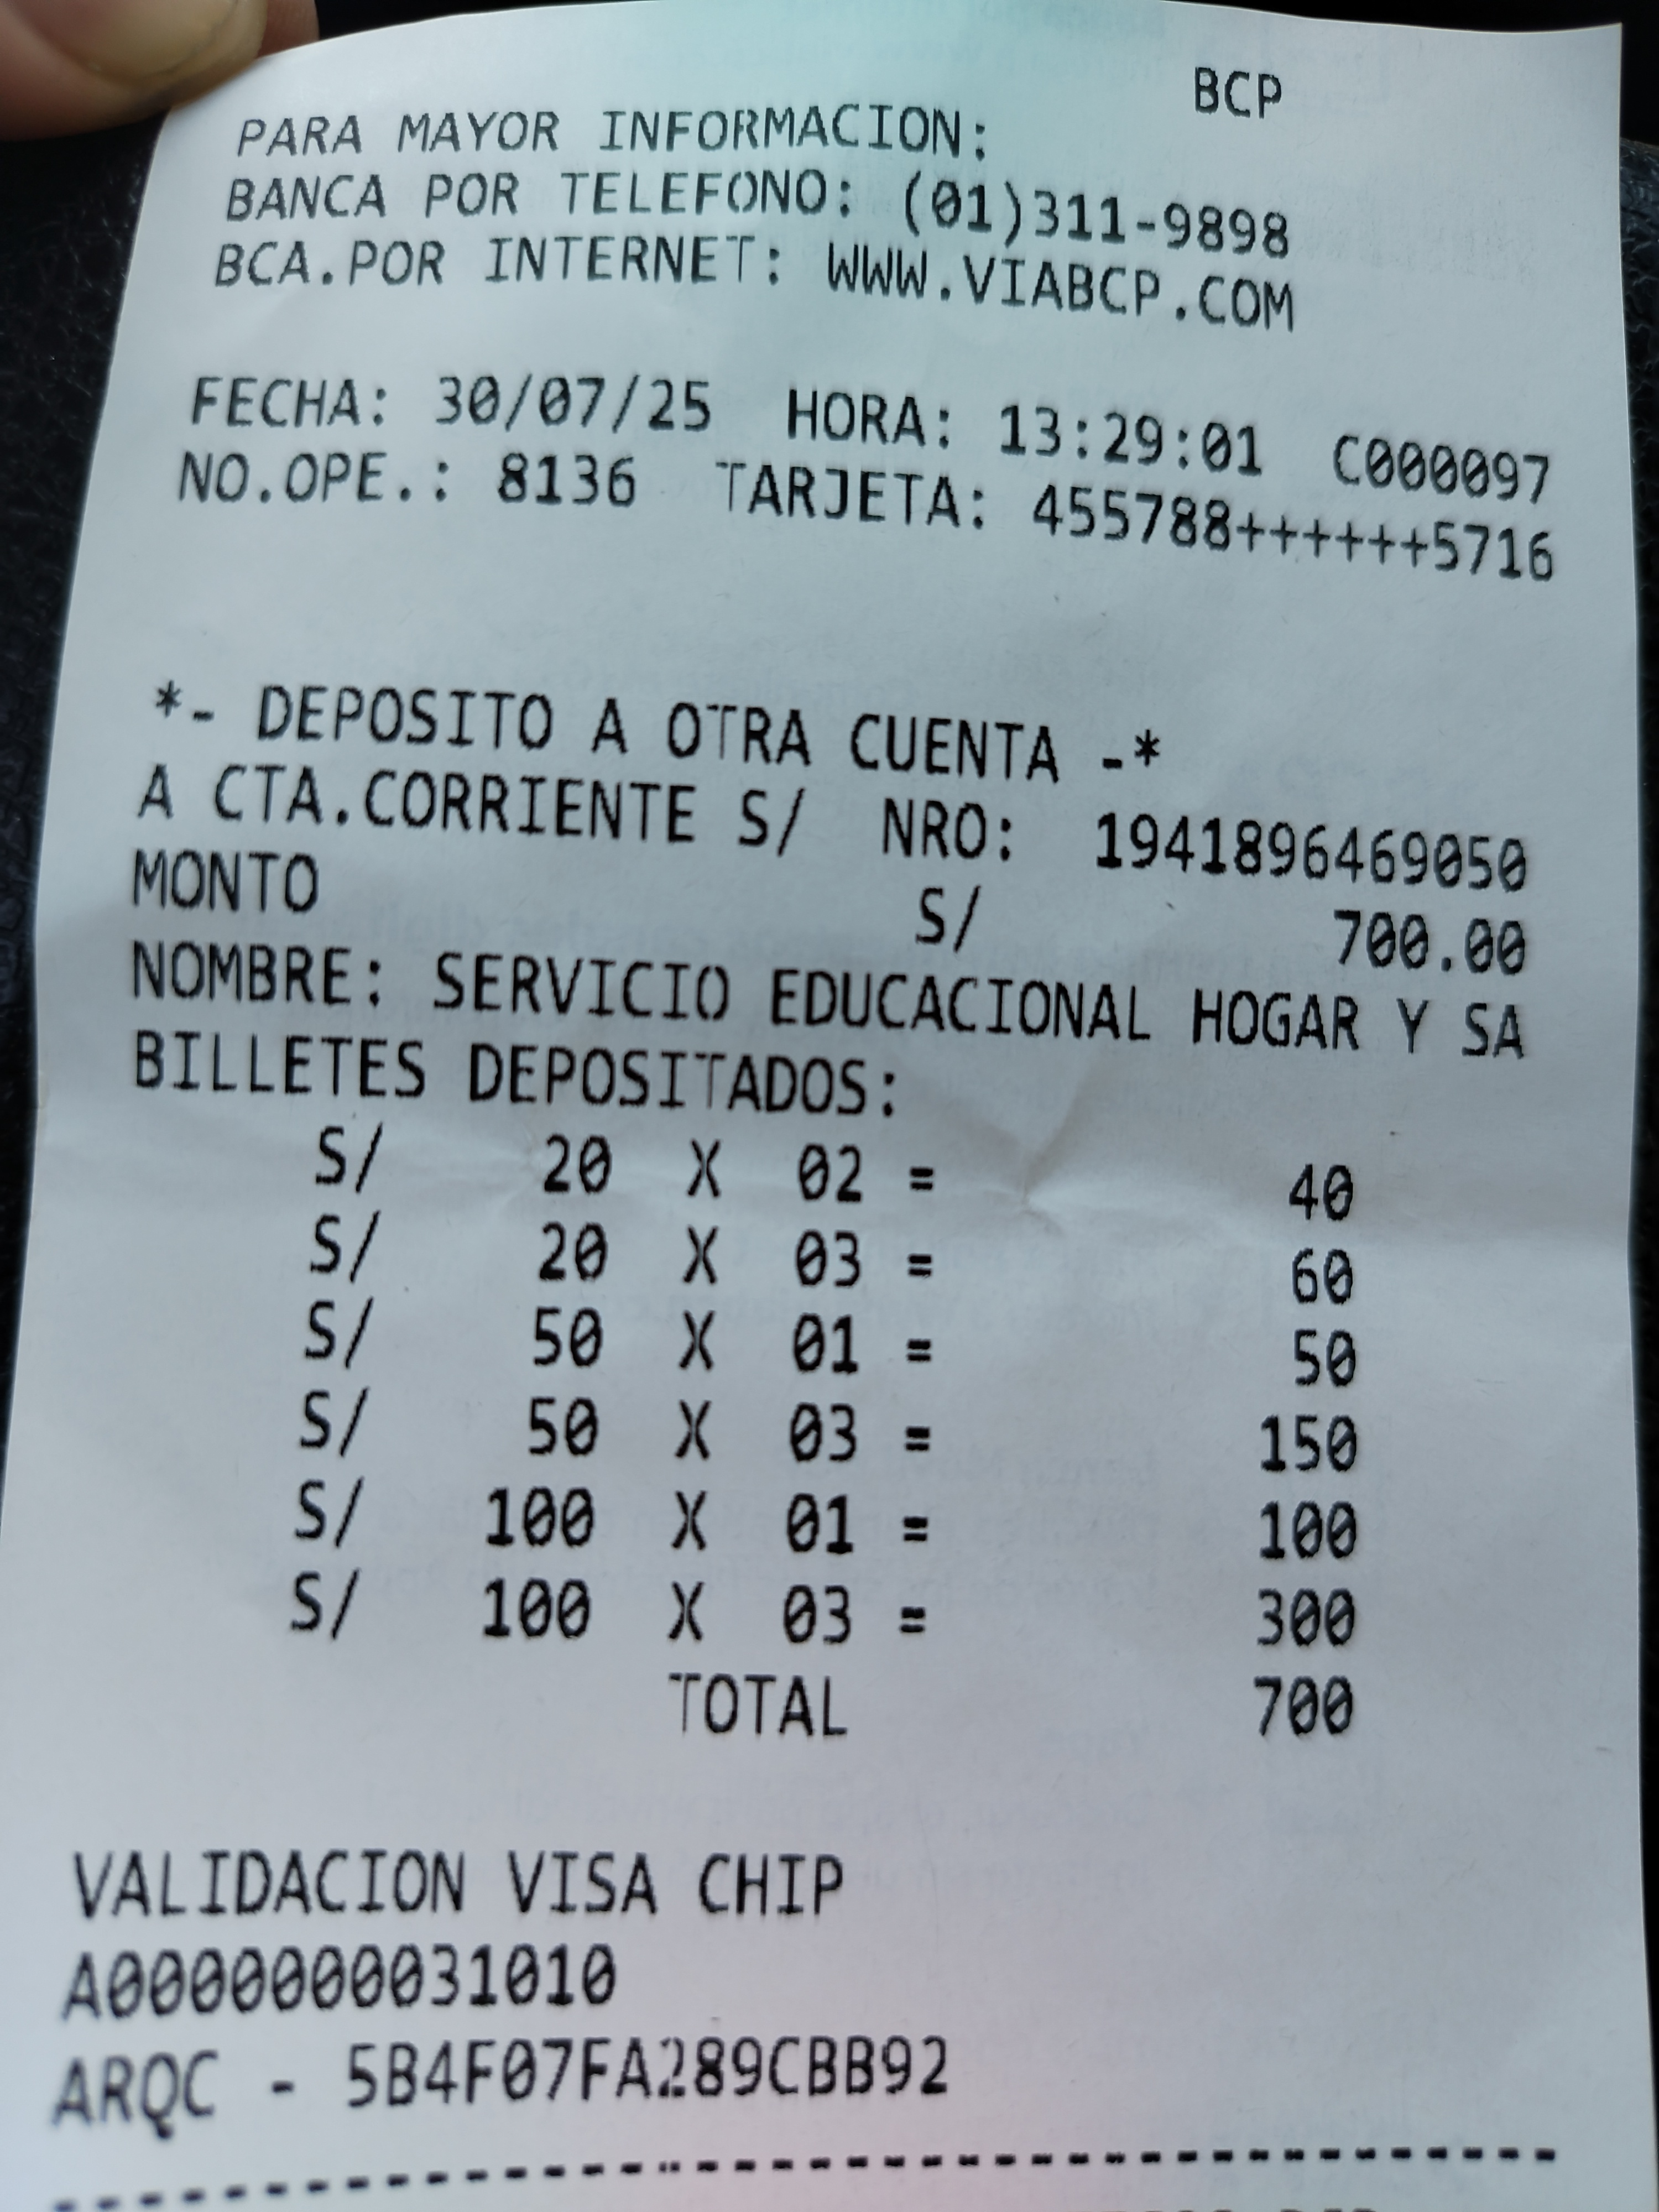 BCP
PARA MAYOR INFORMACION:
BANCA POR TELEFONO: (01)311-9898
BCA.POR INTERNET: WWW.VIABCP.COM
FECHA: 30/07/25 HORA: 13:29:01 C000097
NO.OPE.: 8136 TARJETA: 455788++++++5716
*- DEPOSITO A OTRA CUENTA -*
A CTA.CORRIENTE S/ NRO: 1941896469050
MONTO S/ 700.00
NOMBRE: SERVICIO EDUCACIONAL HOGAR Y SA
BILLETES DEPOSITADOS:
S/ 20 X 02 = 40
S/ 20 X 03 = 60
S/ 50 X 01 = 50
S/ 50 X 03 = 150
S/ 100 X 01 = 100
S/ 100 X 03 = 300
TOTAL 700
VALIDACION VISA CHIP
A0000000031010
ARQC - 5B4F07FA289CBB92